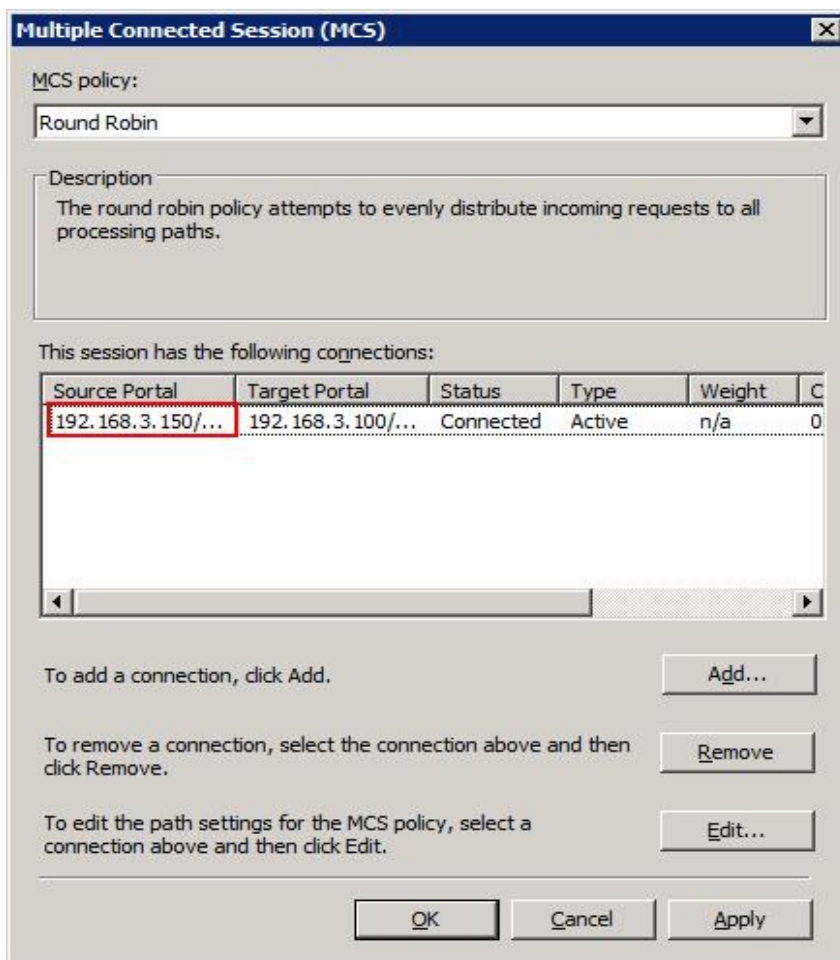 Multiple Connected Session (MCS)
MCS policy:
Round Robin
Description
The round robin policy attempts to evenly distribute incoming requests to all
processing paths.
This session has the following connections:
Source Portal Target Portal Status Type Weight C
192.168.3.150/... 192.168.3.100/... Connected Active n/a 0
To add a connection, click Add.
Add...
To remove a connection, select the connection above and then
click Remove.
Remove
To edit the path settings for the MCS policy, select a
connection above and then click Edit.
Edit...
OK Cancel Apply